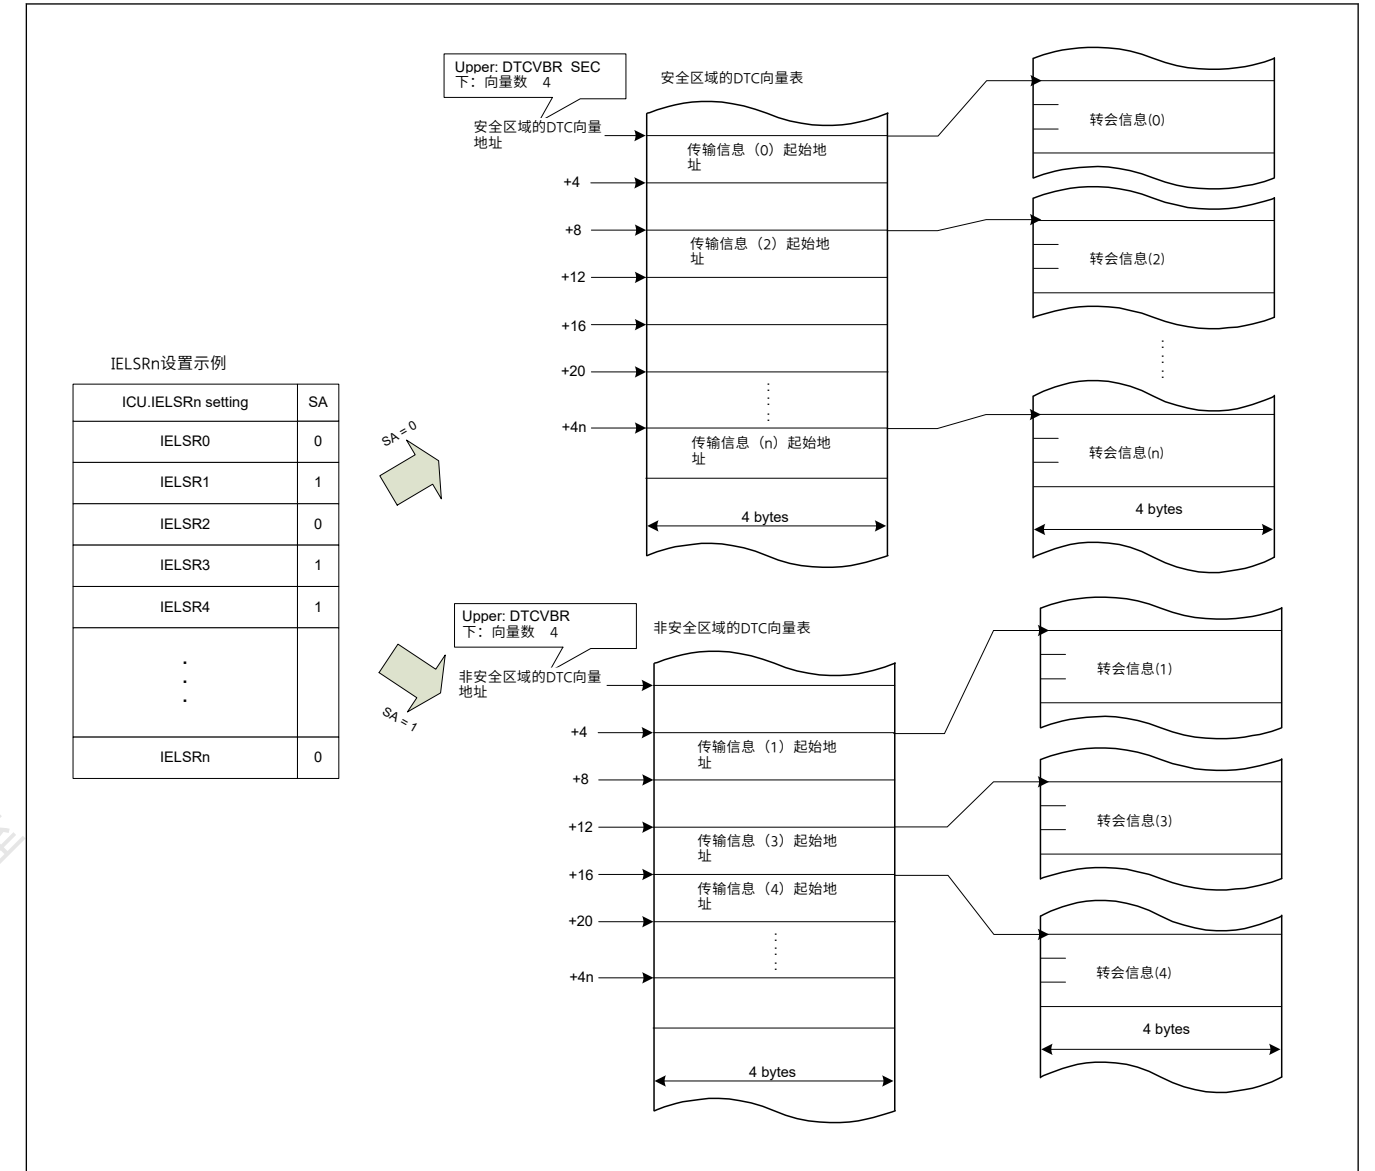 Upper: DTCVBR SEC
下：向量数 4
安全区域的DTC向量表
安全区域的DTC向量
地址
传输信息（0）起始地
址
+4
+8
传输信息（2）起始地
址
+12
+16
+20
+4n
传输信息（n）起始地
址
4 bytes
转会信息(0)
转会信息(2)
转会信息(n)
4 bytes
IELSRn设置示例
ICU.IELSRn setting SA
IELSR0 0
IELSR1 1
IELSR2 0
IELSR3 1
IELSR4 1
IELSRn 0
SA = 0
SA = 1
Upper: DTCVBR
下：向量数 4
非安全区域的DTC向量表
非安全区域的DTC向量
地址
+4
传输信息（1）起始地
址
+8
+12
传输信息（3）起始地
址
+16
传输信息（4）起始地
址
+20
+4n
4 bytes
转会信息(1)
转会信息(3)
转会信息(4)
4 bytes